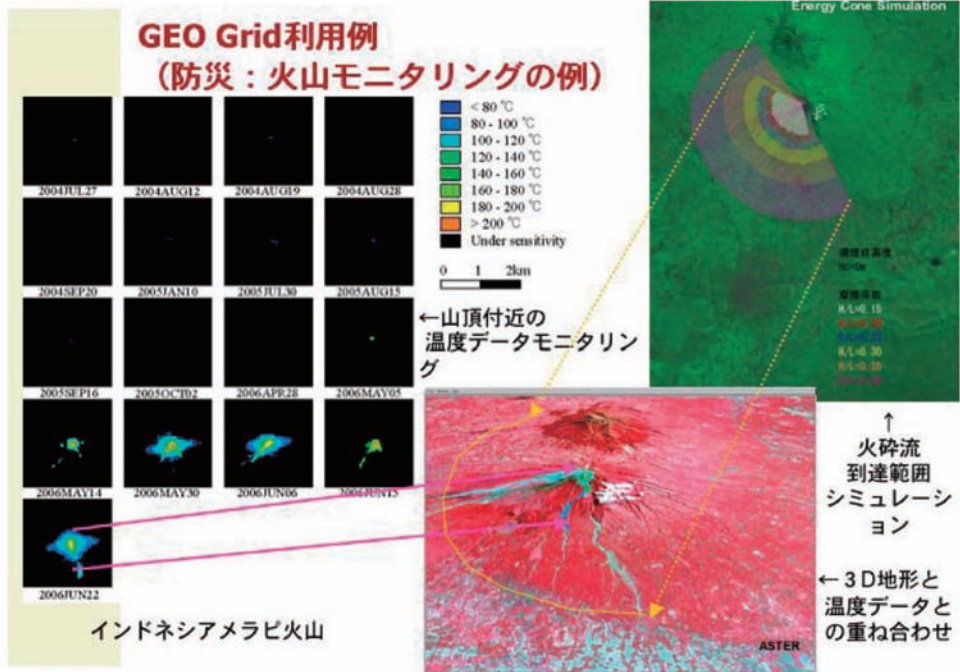 GEO Grid利用例
（防災：火山モニタリングの例）
Energy Cone Simulation
2004JUL27
2004AUG12
2004AUG19
2004AUG28
2004SEP20
2005JAN10
2005JUL30
2005AUG15
2005SEP16
2005OCT02
2006APR28
2006MAY05
2006MAY14
2006MAY30
2006JUN06
2006JUN15
2006JUN22
< 80 ℃
80 - 100 ℃
100 - 120 ℃
120 - 140 ℃
140 - 160 ℃
160 - 180 ℃
180 - 200 ℃
> 200 ℃
Under sensitivity
0 1 2km
←山頂付近の
温度データモニタリン
グ
H/L=0.15
H/L=0.30
H/L=0.35
↑
火砕流
到達範囲
シミュレーシ
ョン
←３D地形と
温度データと
の重ね合わせ
ASTER
インドネシアメラピ火山